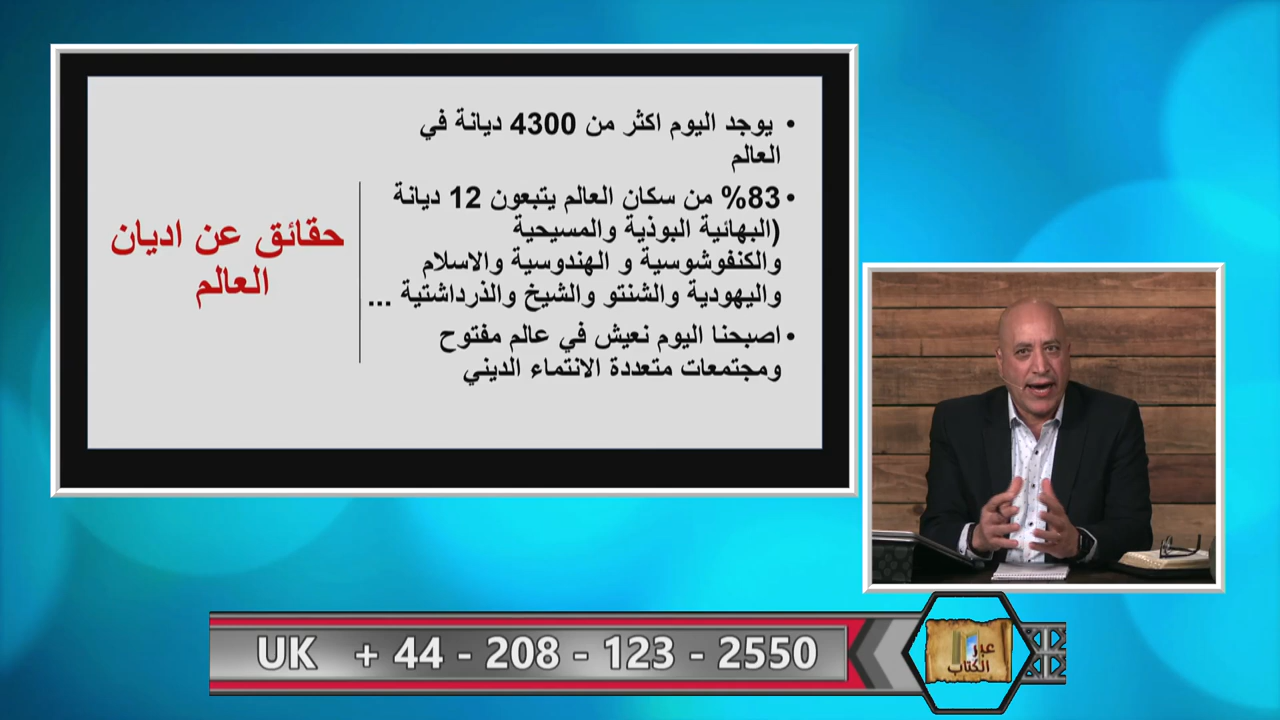 • يوجد اليوم اكثر من 4300 ديانة في
العالم
• 83% من سكان العالم يتبعون 12 ديانة
(البهائية البوذية والمسيحية
والكنفوشوسية و الهندوسية والاسلام
واليهودية والشنتو والشيخ والذرداشتية ...
• اصبحنا اليوم نعيش في عالم مفتوح
ومجتمعات متعددة الانتماء الديني
حقائق عن اديان
العالم
UK + 44 - 208 - 123 - 2550
عبر
الكتاب